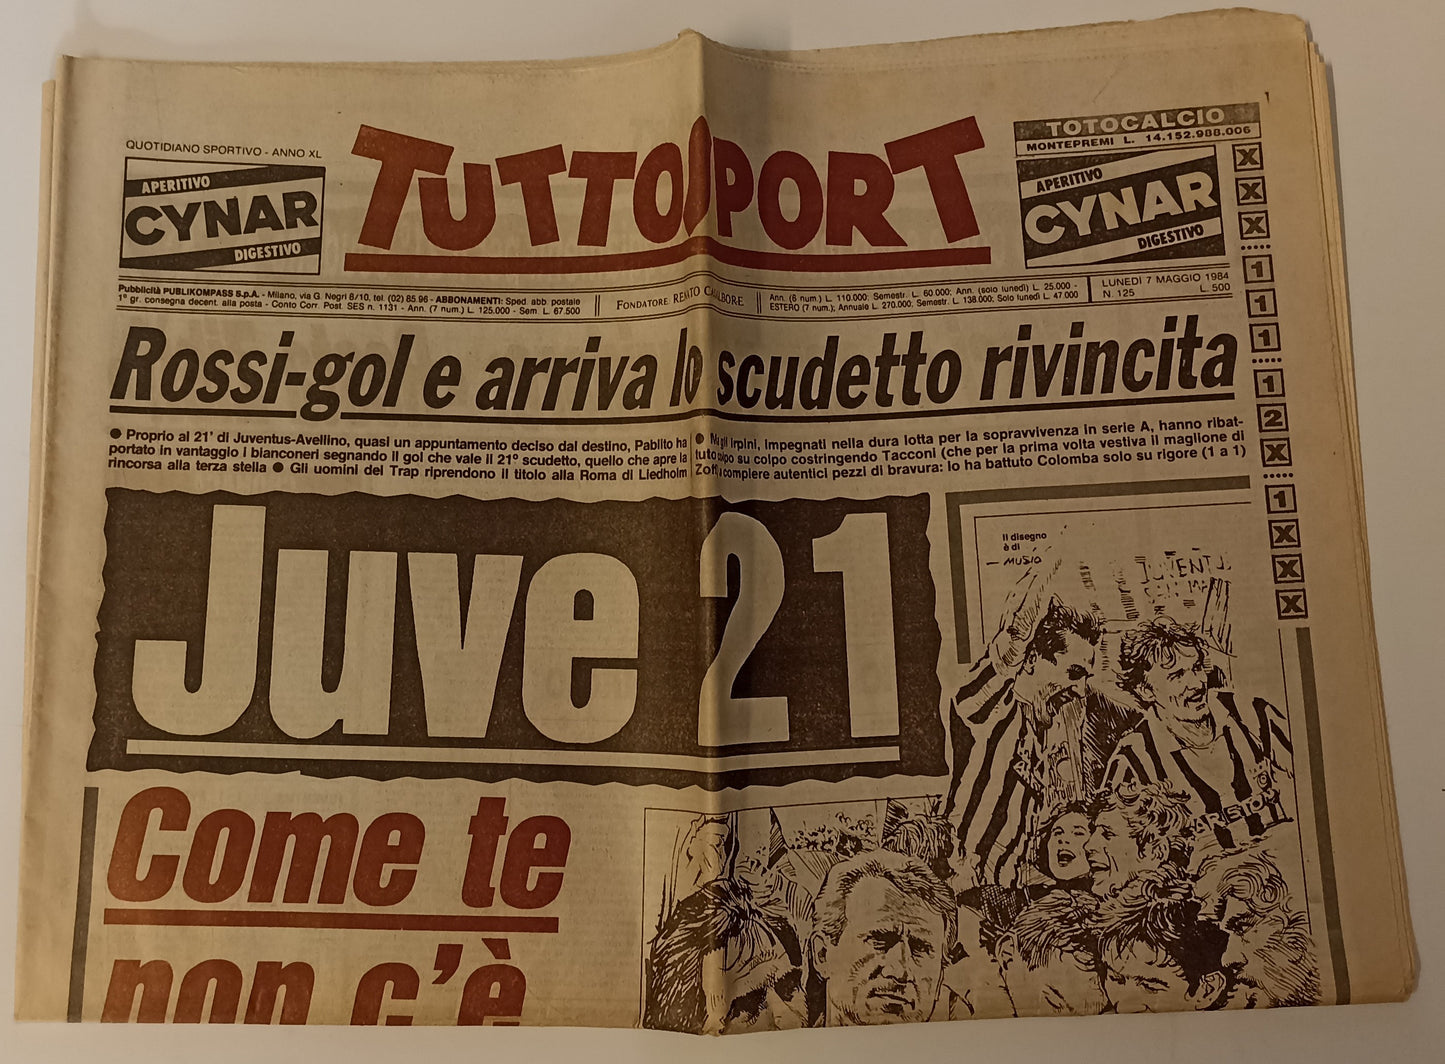 QUOTIDIANO SPORTIVO - ANNO XL
APERITIVO
CYNAR
DIGESTIVO
TUTTOSPORT
TOTOCALCIO
MONTEPREMI L. 14.152.988.006
APERITIVO
CYNAR
DIGESTIVO
X
X
X
1
1
1
1
2
X
1
X
X
X
Pubblicità PUBLIKOMPASS S.p.A. - Milano, via G. Negri 8/10, tel. (02) 85.96 - ABBONAMENTI: Sped. abb. postale
1° gr. consegna decent. alla posta - Conto Corr. Post. SES n. 1131 - Ann. (7 num.) L. 125.000 - Sem. L. 67.500
FONDATORE RENATO CASALBORE
Ann. (6 num.) L. 110.000; Semestr. L. 60.000; Ann. (solo lunedì) L. 25.000 -
ESTERO (7 num.); Annuale L. 270.000; Semestr. L. 138.000; Solo lunedì L. 47.000
LUNEDÌ 7 MAGGIO 1984
N. 125 L. 500
Rossi-gol e arriva lo scudetto rivincita
● Proprio al 21' di Juventus-Avellino, quasi un appuntamento deciso dal destino, Pablito ha
portato in vantaggio i bianconeri segnando il gol che vale il 21° scudetto, quello che apre la
rincorsa alla terza stella ● Gli uomini del Trap riprendono il titolo alla Roma di Liedholm
● Ma gli irpini, impegnati nella dura lotta per la sopravvivenza in serie A, hanno ribat-
tuto colpo su colpo costringendo Tacconi (che per la prima volta vestiva il maglione di
Zoff) a compiere autentici pezzi di bravura: lo ha battuto Colomba solo su rigore (1 a 1)
Juve 21
Il disegno
è di
- MUSIO
JUVENTUS
ARISTON
Come te
non c'è